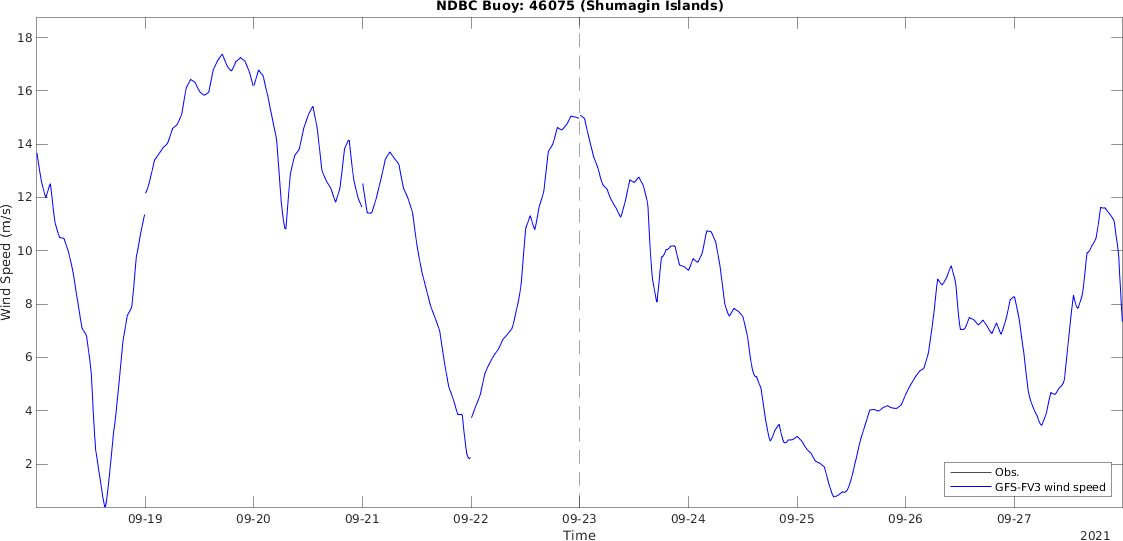 NDBC Buoy: 46075 (Shumagin Islands)
18
16
14
12
10
8
6
4
2
Wind Speed (m/s)
Obs.
GFS-FV3 wind speed
09-19 09-20 09-21 09-22 09-23 09-24 09-25 09-26 09-27
Time
2021